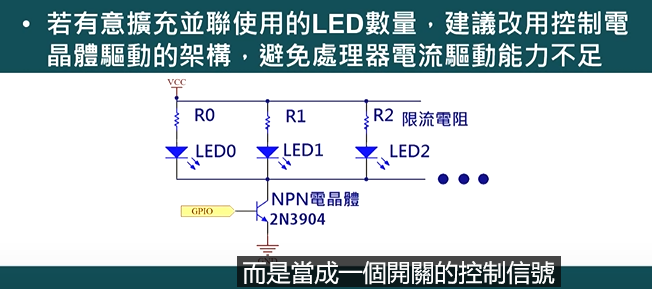 • 若有意擴充並聯使用的LED數量，建議改用控制電
晶體驅動的架構，避免處理器電流驅動能力不足
VCC
R0
R1
R2
限流電阻
LED0
LED1
LED2
NPN電晶體
GPIO
2N3904
而是當成一個開關的控制信號